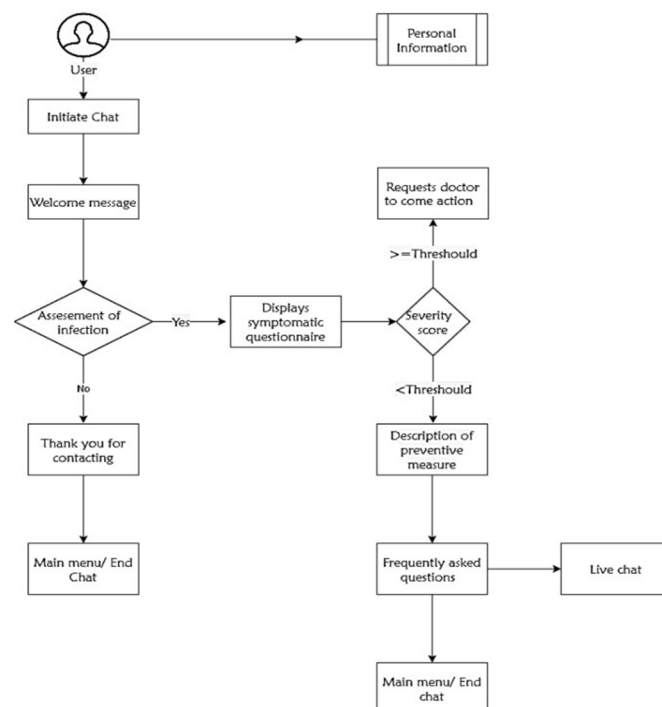 Personal
Information
User
Initiate Chat
Welcome message
Requests doctor
to come action
>=Threshould
Assesement of
infection
Yes
Displays
symptomatic
questionnaire
Severity
score
No
<Threshould
Thank you for
contacting
Description of
preventive
measure
Main menu/ End
Chat
Frequently asked
questions
Live chat
Main menu/ End
chat